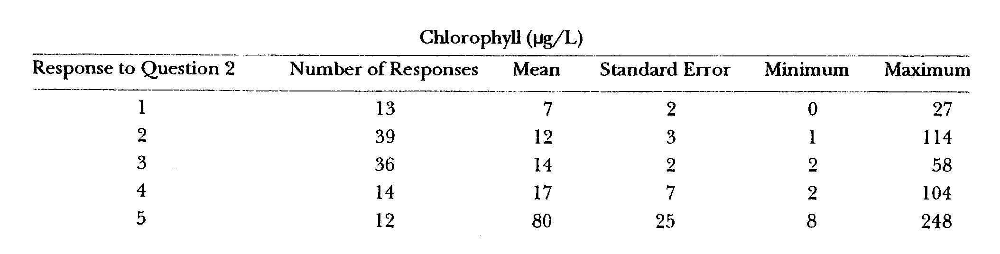 Chlorophyll (µg/L)
Response to Question 2 Number of Responses Mean Standard Error Minimum Maximum
1 13 7 2 0 27
2 39 12 3 1 114
3 36 14 2 2 58
4 14 17 7 2 104
5 12 80 25 8 248